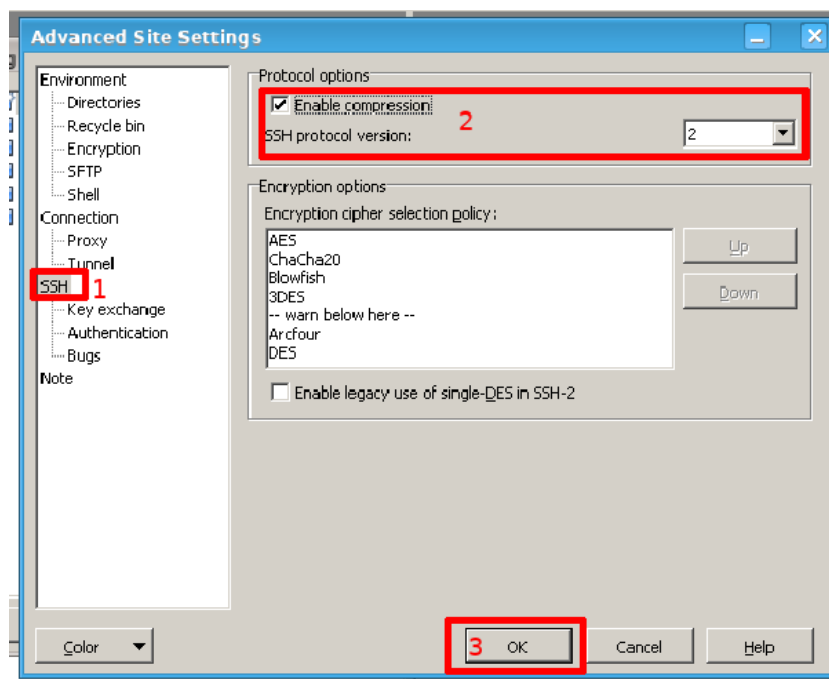 Advanced Site Settings
Environment
Directories
Recycle bin
Encryption
SFTP
Shell
Connection
Proxy
Tunnel
SSH
1
Key exchange
Authentication
Bugs
Note
Protocol options
Enable compression
2
SSH protocol version:
2
Encryption options
Encryption cipher selection policy:
AES
ChaCha20
Blowfish
3DES
-- warn below here --
Arcfour
DES
Up
Down
Enable legacy use of single-DES in SSH-2
Color
3 OK
Cancel
Help